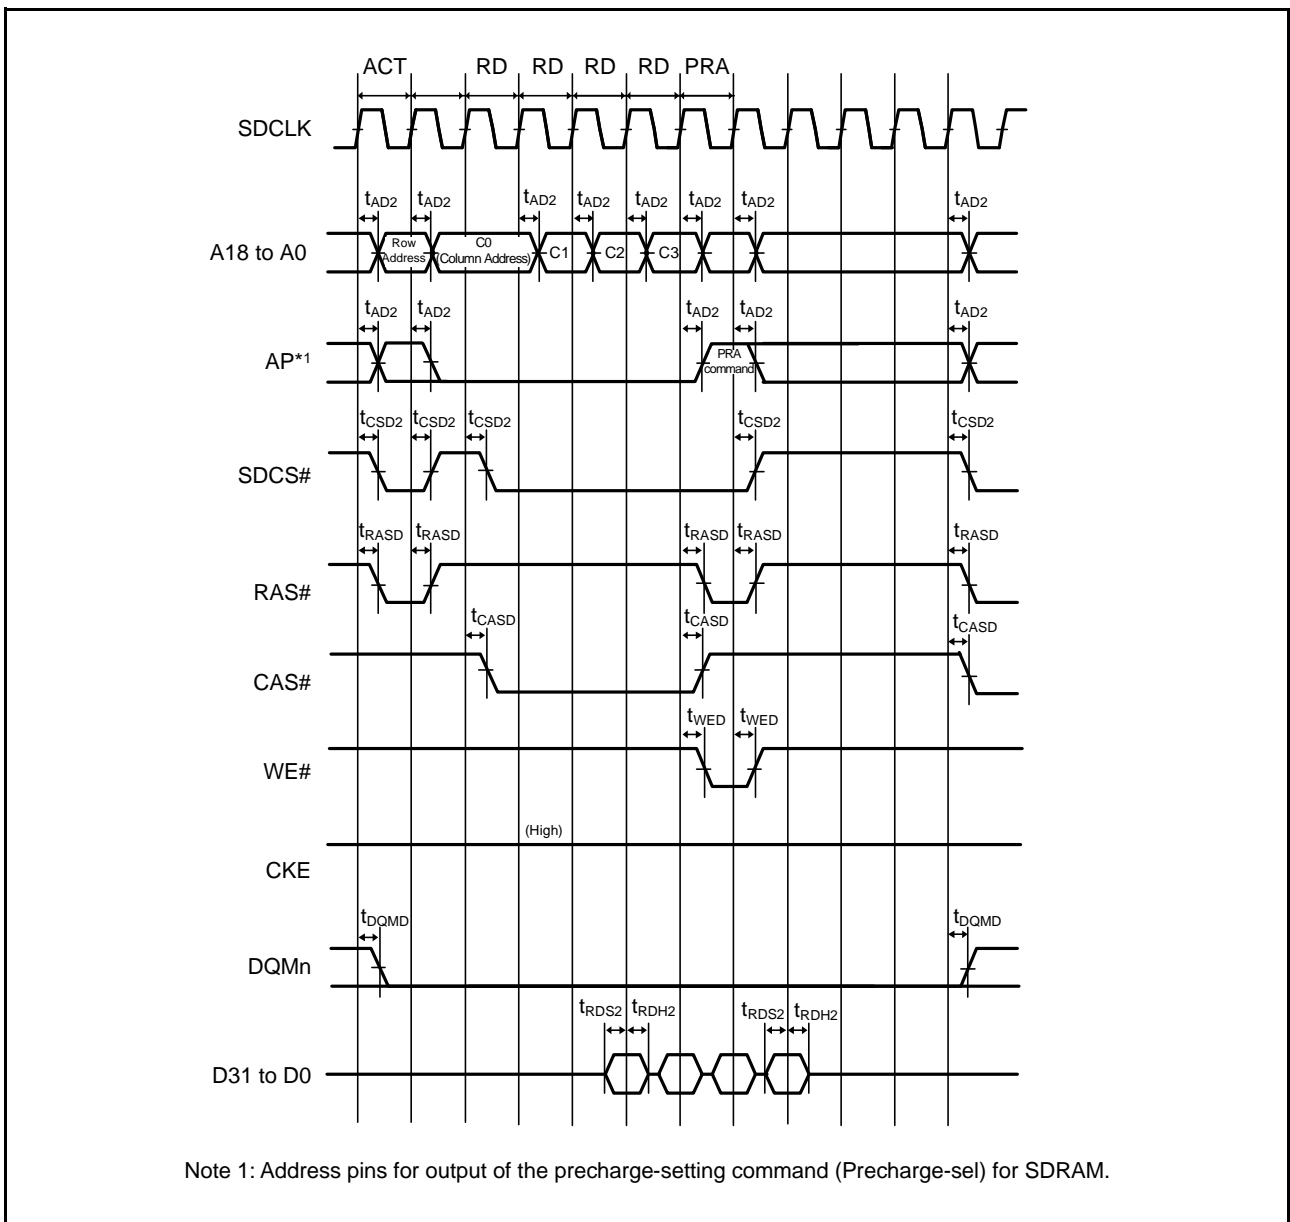 ACT RD RD RD RD PRA
SDCLK
tAD2 tAD2 tAD2 tAD2 tAD2 tAD2 tAD2 tAD2
A18 to A0
Row Address
C0 (Column Address)
C1 C2 C3
tAD2 tAD2 tAD2 tAD2 tAD2
AP*1
PRA command
tCSD2 tCSD2 tCSD2 tCSD2 tCSD2
SDCS#
tRASD tRASD tRASD tRASD tRASD
RAS#
tCASD tCASD tCASD
CAS#
tWED tWED
WE#
(High)
CKE
tDQMD tDQMD
DQMn
tRDS2 tRDH2 tRDS2 tRDH2
D31 to D0
Note 1: Address pins for output of the precharge-setting command (Precharge-sel) for SDRAM.